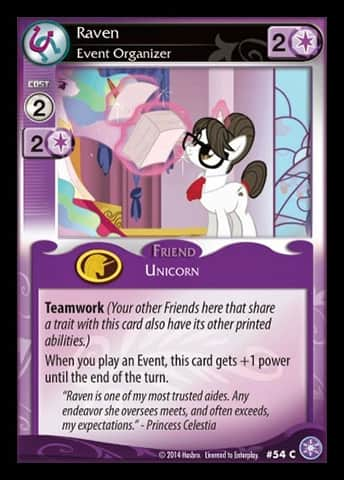 Raven
2
Event Organizer
COST
2
2
FRIEND
UNICORN
Teamwork (Your other Friends here that share
a trait with this card also have its other printed
abilities.)
When you play an Event, this card gets +1 power
until the end of the turn.
"Raven is one of my most trusted aides. Any
endeavor she oversees meets, and often exceeds,
my expectations." - Princess Celestia
© 2014 Hasbro. Licensed to Enterplay.
#54 C